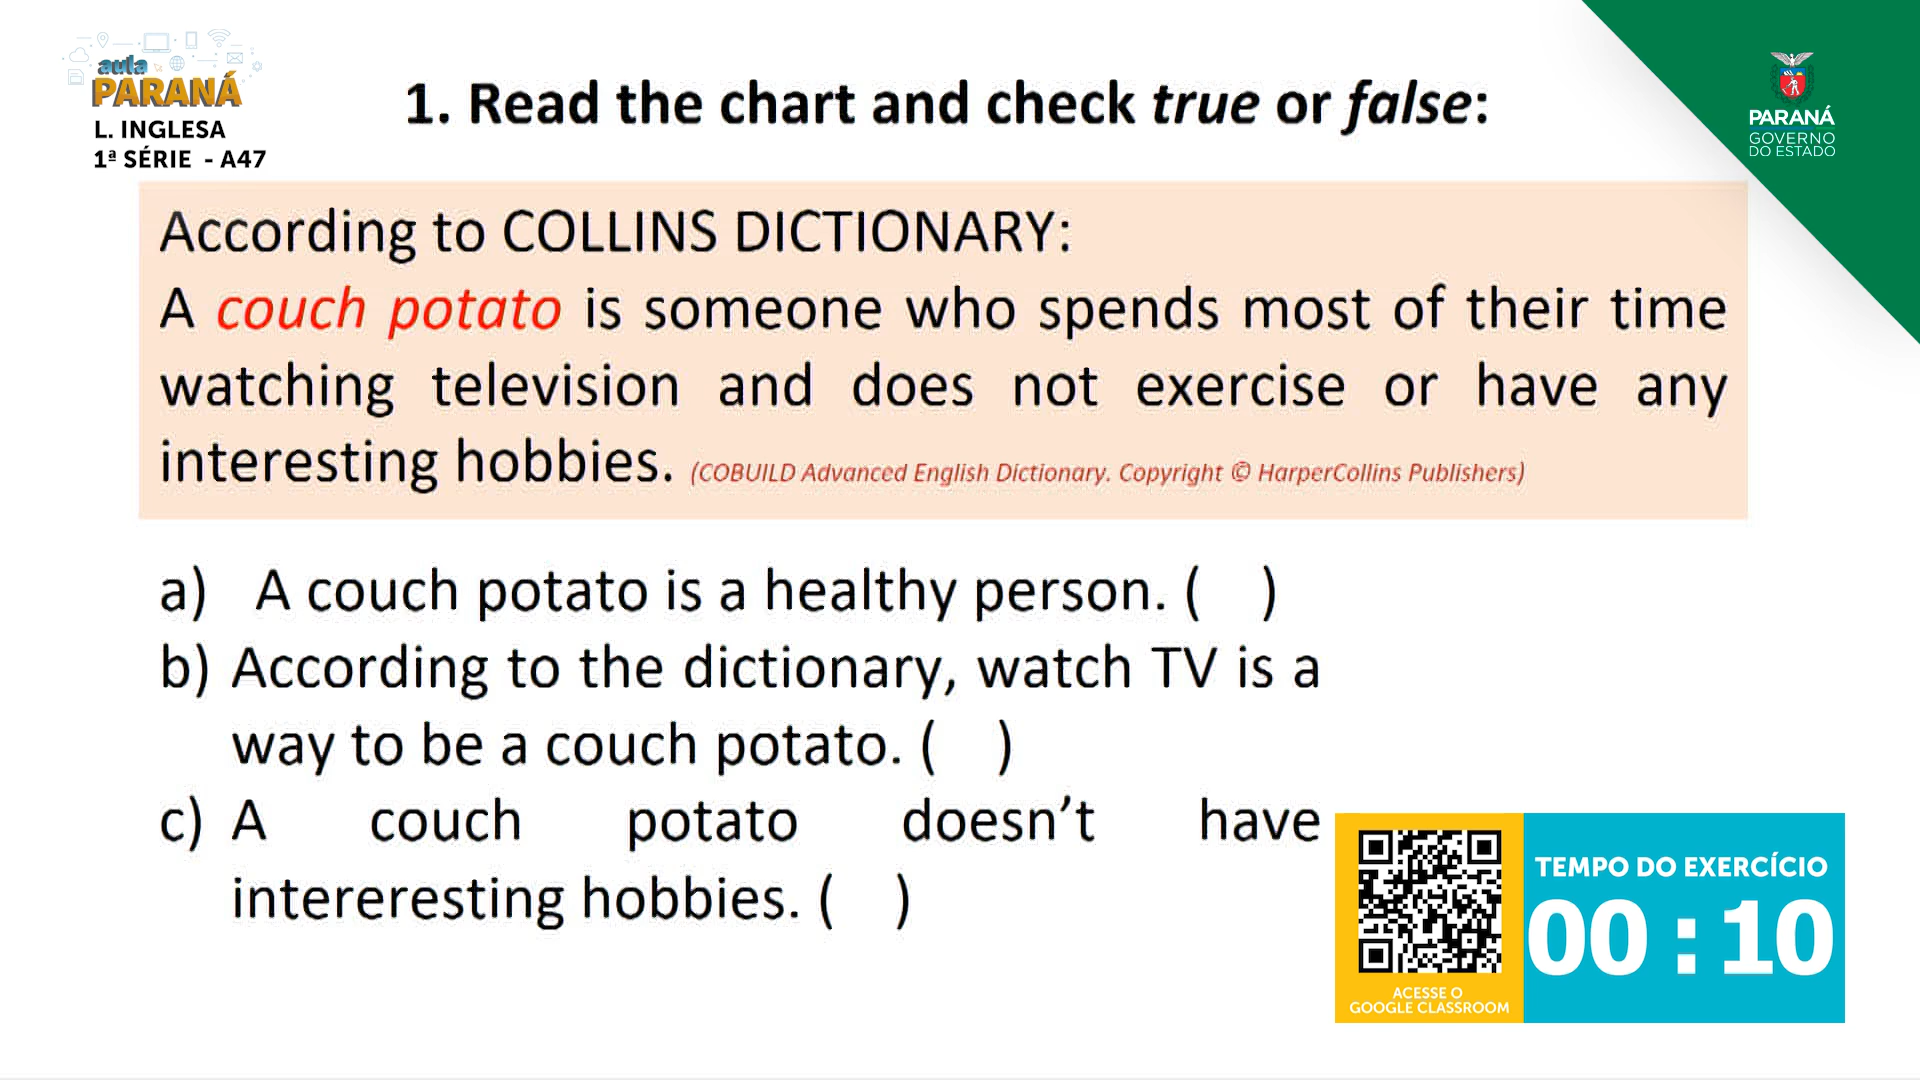 aula
PARANÁ
L. INGLESA
1ª SÉRIE - A47
1. Read the chart and check true or false:
PARANÁ
GOVERNO
DO ESTADO
According to COLLINS DICTIONARY:
A couch potato is someone who spends most of their time
watching television and does not exercise or have any
interesting hobbies. (COBUILD Advanced English Dictionary. Copyright © HarperCollins Publishers)
a) A couch potato is a healthy person. ( )
b) According to the dictionary, watch TV is a
way to be a couch potato. ( )
c) A couch potato doesn't have
intereresting hobbies. ( )
TEMPO DO EXERCÍCIO
00 : 10
ACESSE O
GOOGLE CLASSROOM